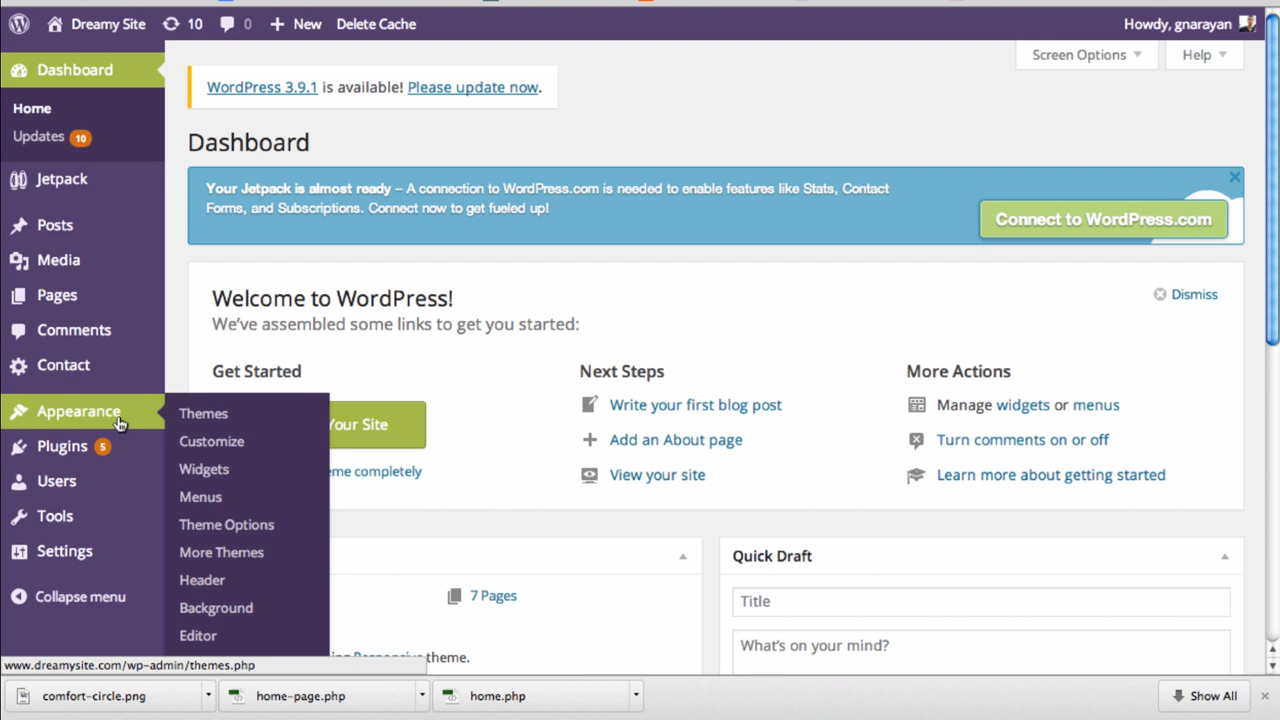 Dreamy Site 10 0 New Delete Cache Howdy, gnarayan
Dashboard
Home
Updates 10
Jetpack
Posts
Media
Pages
Comments
Contact
Appearance
Plugins 5
Users
Tools
Settings
Collapse menu
Themes
Customize
Widgets
Menus
Theme Options
More Themes
Header
Background
Editor
Screen Options Help
WordPress 3.9.1 is available! Please update now.
Dashboard
Your Jetpack is almost ready – A connection to WordPress.com is needed to enable features like Stats, Contact
Forms, and Subscriptions. Connect now to get fueled up!
Connect to WordPress.com
Welcome to WordPress!
Dismiss
We've assembled some links to get you started:
Get Started
Your Site
eme completely
Next Steps
Write your first blog post
Add an About page
View your site
More Actions
Manage widgets or menus
Turn comments on or off
Learn more about getting started
7 Pages
ing Responsive theme.
Quick Draft
Title
What's on your mind?
www.dreamysite.com/wp-admin/themes.php
comfort-circle.png home-page.php home.php Show All